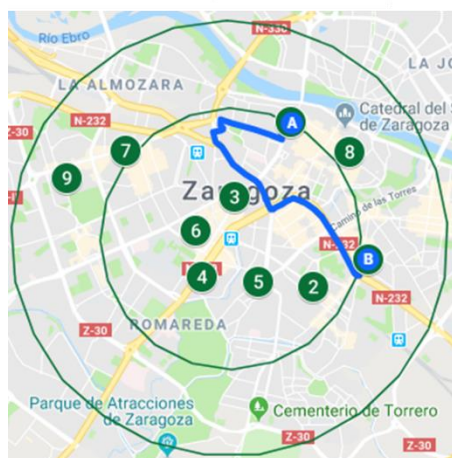 N-330
Río Ebro
LA JO
LA ALMOZARA
Z-30
N-232
A
Catedral del S
de Zaragoza
7
8
9
Zaragoza
3
Camino de las Torres
6
N-232
B
4
5
2
N-232
ROMAREDA
Z-30
Parque de Atracciones
de Zaragoza
Cementerio de Torrero
Z-30
Z-30